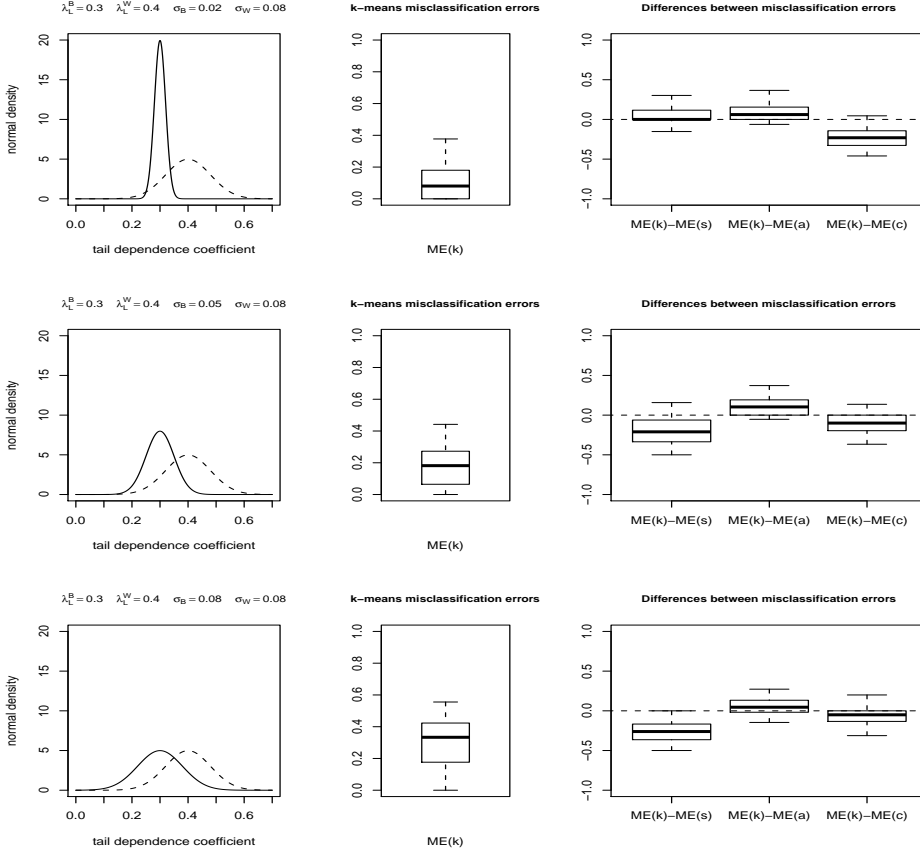 λ_L^B=0.3 λ_L^W=0.4 σ_B=0.02 σ_W=0.08
k−means misclassification errors
Differences between misclassification errors
normal density
0 5 10 15 20
0.0 0.2 0.4 0.6
tail dependence coefficient
0.0 0.2 0.4 0.6 0.8 1.0
ME(k)
−1.0 −0.5 0.0 0.5 1.0
ME(k)−ME(s) ME(k)−ME(a) ME(k)−ME(c)
λ_L^B=0.3 λ_L^W=0.4 σ_B=0.05 σ_W=0.08
k−means misclassification errors
Differences between misclassification errors
normal density
0 5 10 15 20
0.0 0.2 0.4 0.6
tail dependence coefficient
0.0 0.2 0.4 0.6 0.8 1.0
ME(k)
−1.0 −0.5 0.0 0.5 1.0
ME(k)−ME(s) ME(k)−ME(a) ME(k)−ME(c)
λ_L^B=0.3 λ_L^W=0.4 σ_B=0.08 σ_W=0.08
k−means misclassification errors
Differences between misclassification errors
normal density
0 5 10 15 20
0.0 0.2 0.4 0.6
tail dependence coefficient
0.0 0.2 0.4 0.6 0.8 1.0
ME(k)
−1.0 −0.5 0.0 0.5 1.0
ME(k)−ME(s) ME(k)−ME(a) ME(k)−ME(c)